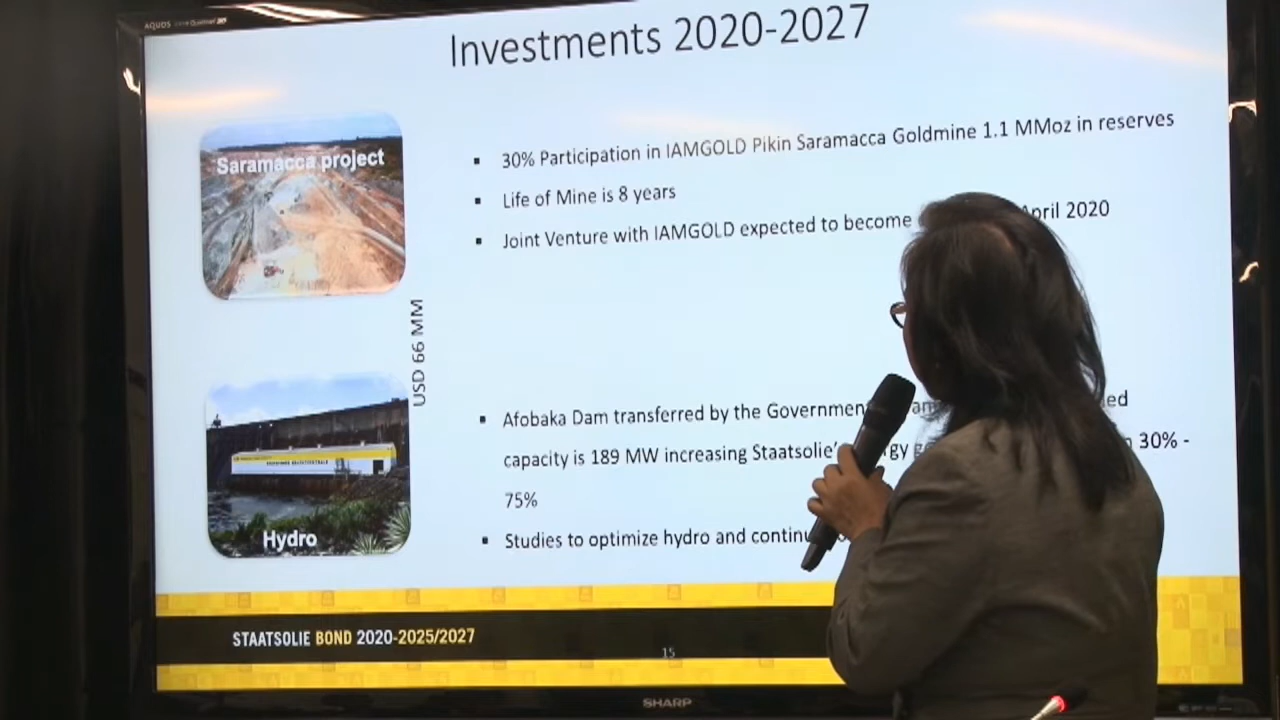 AQUOS
Investments 2020-2027
Saramacca project
30% Participation in IAMGOLD Pikin Saramacca Goldmine 1.1 MMoz in reserves
Life of Mine is 8 years
Joint Venture with IAMGOLD expected to become April 2020
USD 66 MM
Afobaka Dam transferred by the Governmen
capacity is 189 MW increasing Staatsolie's 30% -
75%
Studies to optimize hydro and continu
Hydro
STAATSOLIE BOND 2020-2025/2027
15
SHARP